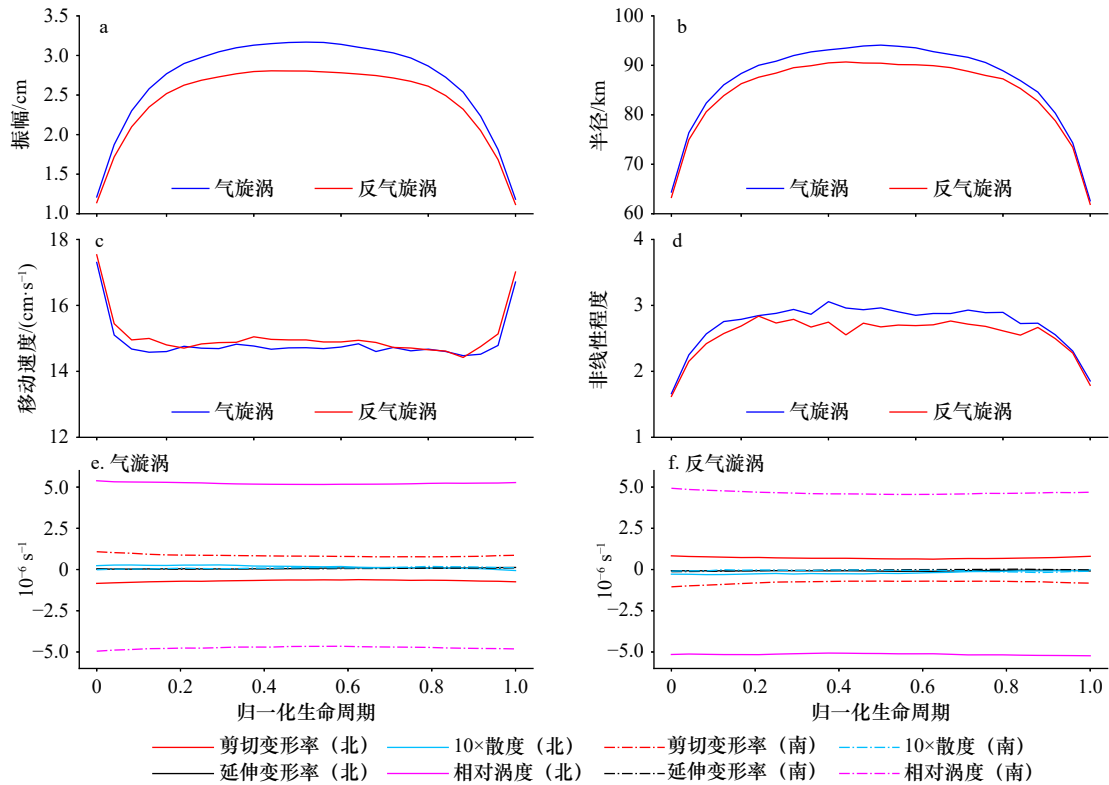 a
3.5
3.0
2.5
2.0
1.5
1.0
振幅/cm
气旋涡 反气旋涡
b
100
90
80
70
60
半径/km
气旋涡 反气旋涡
c
18
16
14
12
移动速度/(cm·s⁻¹)
气旋涡 反气旋涡
d
4
3
2
1
非线性程度
气旋涡 反气旋涡
e. 气漩涡
5.0
2.5
0
−2.5
−5.0
10⁻⁶ s⁻¹
0 0.2 0.4 0.6 0.8 1.0
归一化生命周期
f. 反气漩涡
5.0
2.5
0
−2.5
−5.0
10⁻⁶ s⁻¹
0 0.2 0.4 0.6 0.8 1.0
归一化生命周期
剪切变形率（北） 10×散度（北） 剪切变形率（南） 10×散度（南）
延伸变形率（北） 相对涡度（北） 延伸变形率（南） 相对涡度（南）